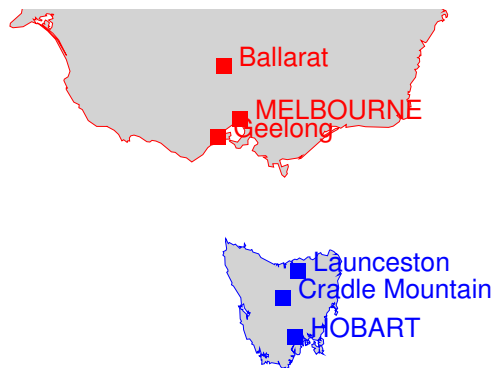 Ballarat
MELBOURNE
Geelong
Launceston
Cradle Mountain
HOBART